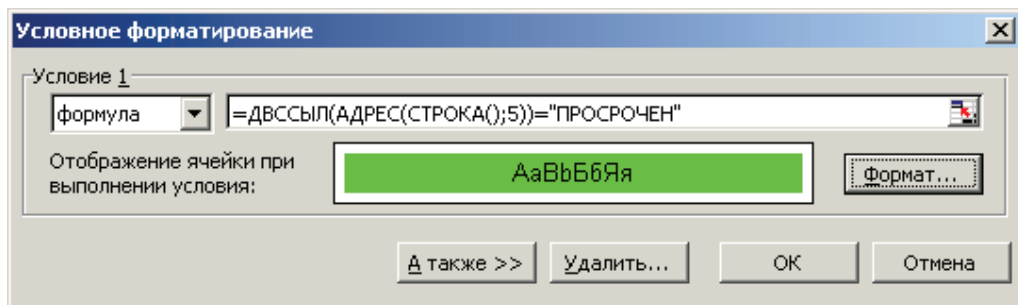 Условное форматирование
Условие 1
формула =ДВССЫЛ(АДРЕС(СТРОКА();5))="ПРОСРОЧЕН"
Отображение ячейки при
выполнении условия:
АаВbБбЯя
Формат...
А также >> Удалить... ОК Отмена